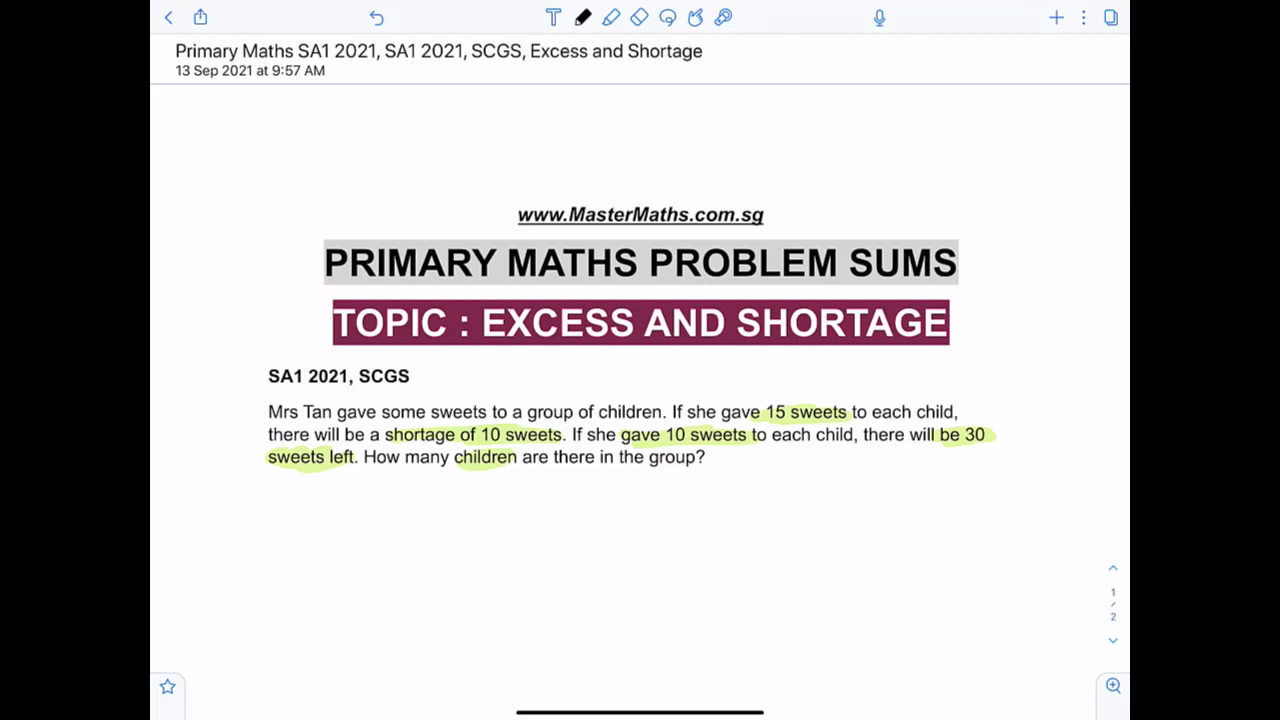 Primary Maths SA1 2021, SA1 2021, SCGS, Excess and Shortage
13 Sep 2021 at 9:57 AM
www.MasterMaths.com.sg
PRIMARY MATHS PROBLEM SUMS
TOPIC : EXCESS AND SHORTAGE
SA1 2021, SCGS
Mrs Tan gave some sweets to a group of children. If she gave 15 sweets to each child,
there will be a shortage of 10 sweets. If she gave 10 sweets to each child, there will be 30
sweets left. How many children are there in the group?
1
/
2